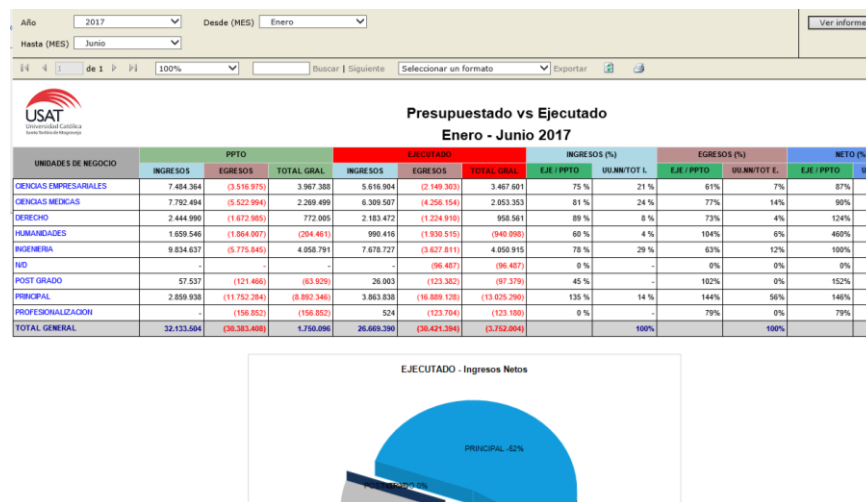 Año 2017 Desde (MES) Enero Ver informe
Hasta (MES) Junio
1 de 1 100% Buscar | Siguiente Seleccionar un formato Exportar
USAT
Universidad Católica
Santo Toribio de Mogrovejo
Presupuestado vs Ejecutado
Enero - Junio 2017
UNIDADES DE NEGOCIO PPTO EJECUTADO INGRESOS (%) EGRESOS (%) NETO (%
INGRESOS EGRESOS TOTAL GRAL INGRESOS EGRESOS TOTAL GRAL EJE / PPTO UU.NN/TOT I. EJE / PPTO UU.NN/TOT E. EJE / PPTO
CIENCIAS EMPRESARIALES 7.484.364 (3.516.975) 3.967.388 5.616.904 (2.149.303) 3.467.601 75 % 21 % 61% 7% 87%
CIENCIAS MEDICAS 7.792.494 (5.522.994) 2.269.499 6.309.507 (4.256.154) 2.053.353 81 % 24 % 77% 14% 90%
DERECHO 2.444.990 (1.672.985) 772.005 2.183.472 (1.224.910) 958.561 89 % 8 % 73% 4% 124%
HUMANIDADES 1.659.546 (1.864.007) (204.461) 990.416 (1.930.515) (940.098) 60 % 4 % 104% 6% 460%
INGENIERIA 9.834.637 (5.775.845) 4.058.791 7.678.727 (3.627.811) 4.050.915 78 % 29 % 63% 12% 100%
N/D - - - (96.487) (96.487) 0 % - 0% 0% 0%
POST GRADO 57.537 (121.466) (63.929) 26.003 (123.382) (97.379) 45 % - 102% 0% 152%
PRINCIPAL 2.859.938 (11.752.284) (8.892.346) 3.863.838 (16.889.128) (13.025.290) 135 % 14 % 144% 56% 146%
PROFESIONALIZACION - (156.852) (156.852) 524 (123.704) (123.180) 0 % - 79% 0% 79%
TOTAL GENERAL 32.133.504 (30.383.408) 1.750.096 26.669.390 (30.421.394) (3.752.004) 100% 100%
EJECUTADO - Ingresos Netos
PRINCIPAL -52%
POST GRADO 0%